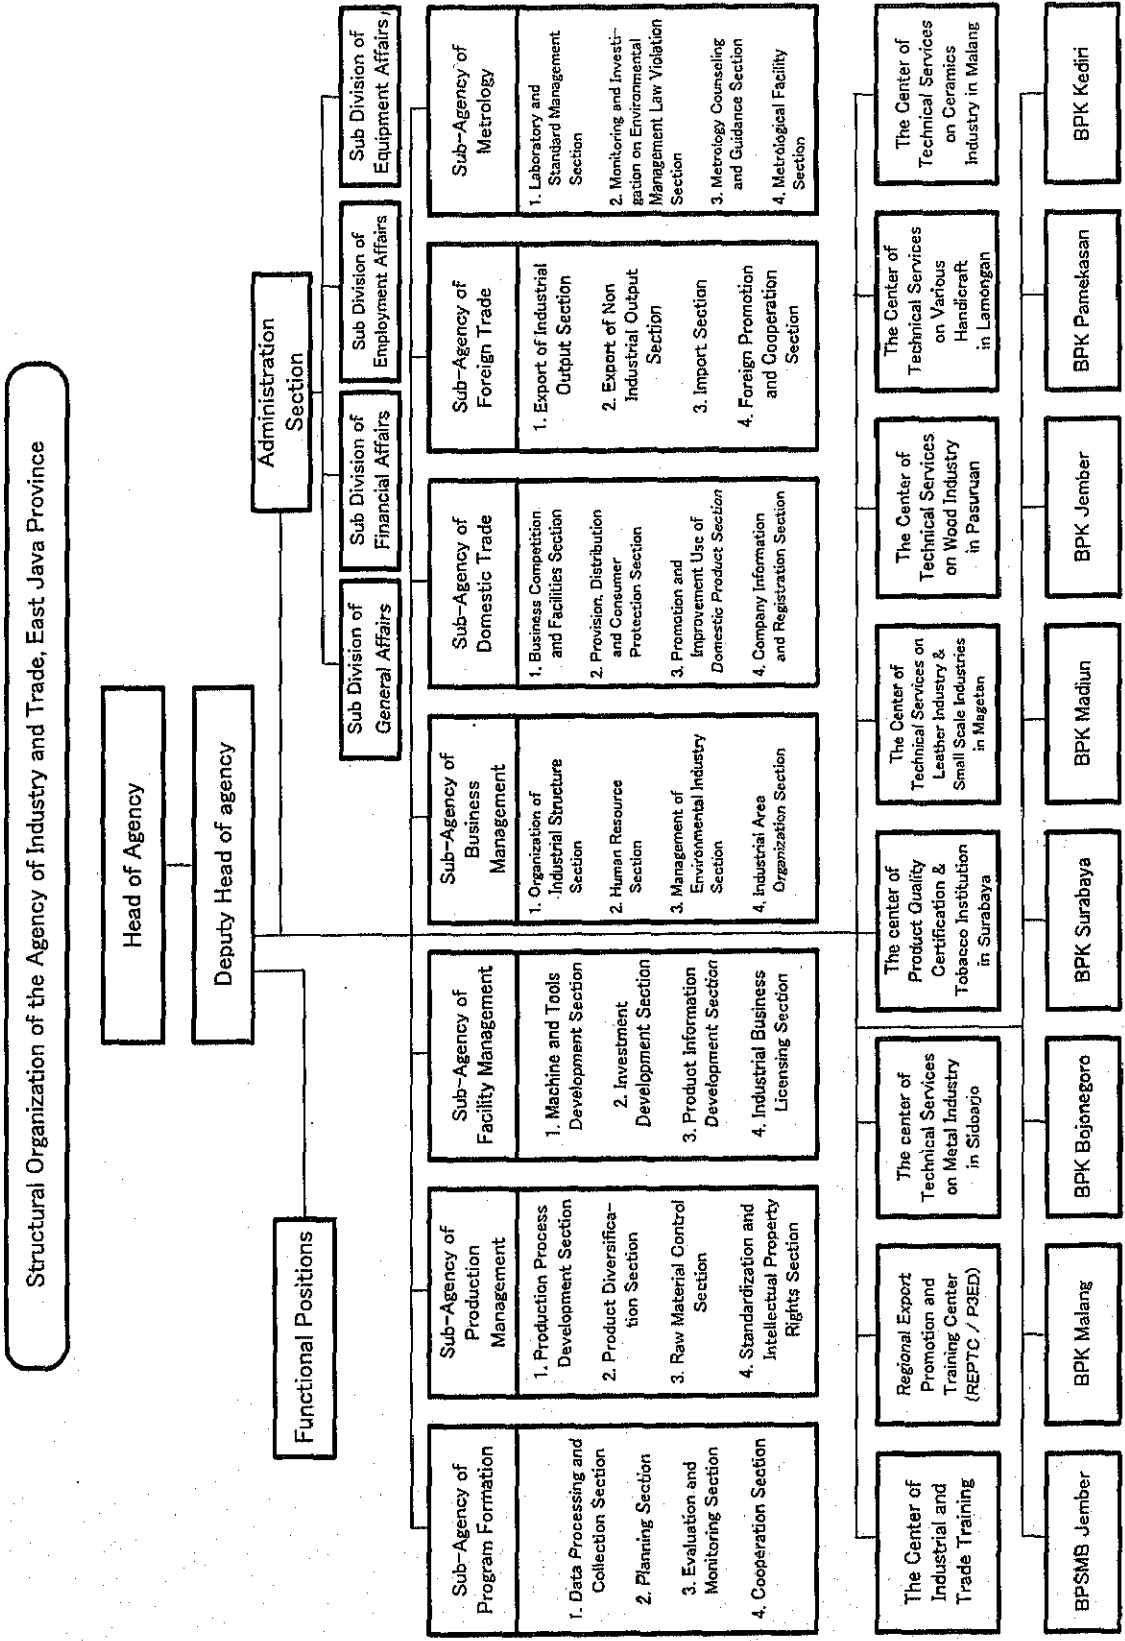 Structural Organization of the Agency of Industry and Trade, East Java Province
Head of Agency
Deputy Head of agency
Functional Positions
Administration
Section
Sub Division of
General Affairs
Sub Division of
Financial Affairs
Sub Division of
Employment Affairs
Sub Division of
Equipment Affairs
Sub-Agency of
Program Formation
1. Data Processing and
Collection Section
2. Planning Section
3. Evaluation and
Monitoring Section
4. Cooperation Section
Sub-Agency of
Production
Management
1. Production Process
Development Section
2. Product Diversifica-
tion Section
3. Raw Material Control
Section
4. Standardization and
Intellectual Property
Rights Section
Sub-Agency of
Facility Management
1. Machine and Tools
Development Section
2. Investment
Development Section
3. Product Information
Development Section
4. Industrial Business
Licensing Section
Sub-Agency of
Business
Management
1. Organization of
Industrial Structure
Section
2. Human Resource
Section
3. Management of
Environmental Industry
Section
4. Industrial Area
Organization Section
Sub-Agency of
Domestic Trade
1. Business Competition
and Facilities Section
2. Provision, Distribution
and Consumer
Protection Section
3. Promotion and
Improvement Use of
Domestic Product Section
4. Company Information
and Registration Section
Sub-Agency of
Foreign Trade
1. Export of Industrial
Output Section
2. Export of Non
Industrial Output
Section
3. Import Section
4. Foreign Promotion
and Cooperation
Section
Sub-Agency of
Metrology
1. Laboratory and
Standard Management
Section
2. Monitoring and Investi-
gation on Environmental
Management Law Violation
Section
3. Metrology Counseling
and Guidance Section
4. Metrological Facility
Section
The Center of
Industrial and
Trade Training
Regional Export
Promotion and
Training Center
(REPTC / P3ED)
The center of
Technical Services
on Metal Industry
in Sidoarjo
The center of
Product Quality
Certification &
Tobacco Institution
in Surabaya
The Center of
Technical Services on
Leather Industry &
Small Scale Industries
in Magetan
The Center of
Technical Services
on Wood Industry
in Pasuruan
The Center of
Technical Services
on Various
Handicraft
in Lamongan
The Center of
Technical Services
on Ceramics
Industry in Malang
BPSMB Jember
BPK Malang
BPK Bojonegoro
BPK Surabaya
BPK Madiun
BPK Jember
BPK Pamekasan
BPK Kediri